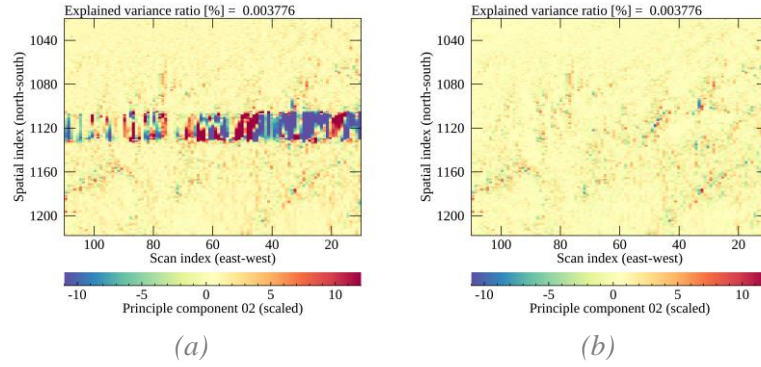 Explained variance ratio [%] = 0.003776
1040
1080
1120
1160
1200
Spatial index (north-south)
100 80 60 40 20
Scan index (east-west)
-10 -5 0 5 10
Principle component 02 (scaled)
(a)
Explained variance ratio [%] = 0.003776
1040
1080
1120
1160
1200
Spatial index (north-south)
100 80 60 40 20
Scan index (east-west)
-10 -5 0 5 10
Principle component 02 (scaled)
(b)